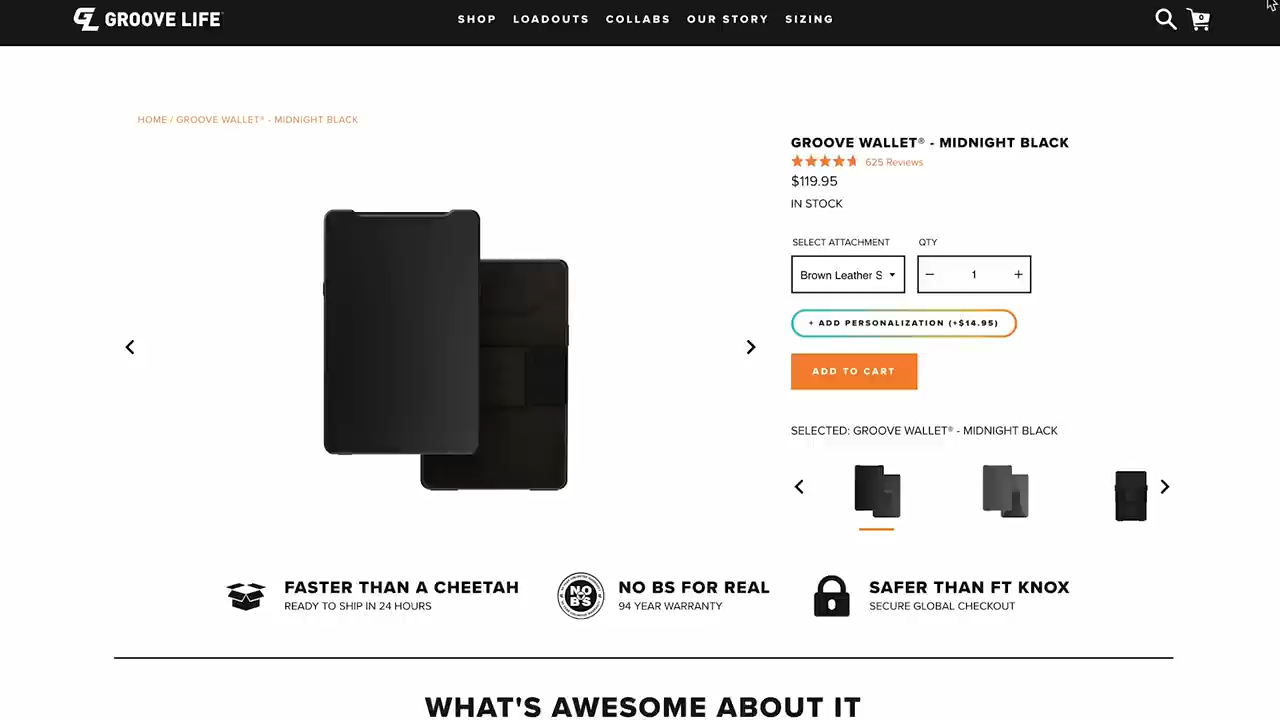 GL GROOVE LIFE
SHOP LOADOUTS COLLABS OUR STORY SIZING
0
HOME / GROOVE WALLET® - MIDNIGHT BLACK
GROOVE WALLET® - MIDNIGHT BLACK
625 Reviews
$119.95
IN STOCK
SELECT ATTACHMENT QTY
Brown Leather S
− 1 +
+ ADD PERSONALIZATION (+$14.95)
ADD TO CART
SELECTED: GROOVE WALLET® - MIDNIGHT BLACK
FASTER THAN A CHEETAH
READY TO SHIP IN 24 HOURS
NO BS
NO BS FOR REAL
94 YEAR WARRANTY
SAFER THAN FT KNOX
SECURE GLOBAL CHECKOUT
WHAT'S AWESOME ABOUT IT